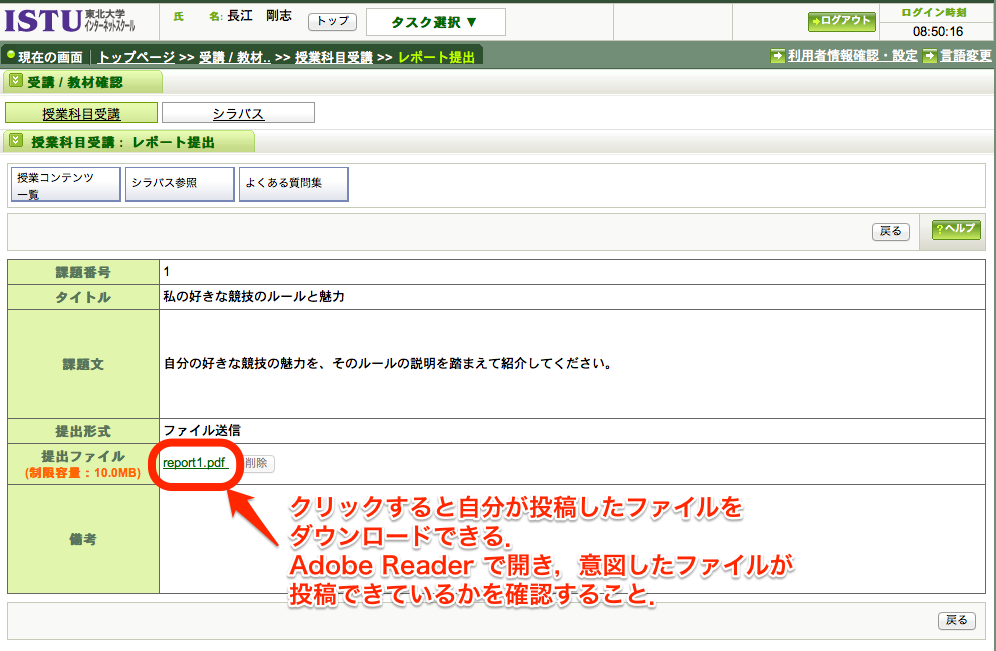 ISTU 東北大学
インターネットスクール
氏 名: 長江 剛志
トップ
タスク選択 ▼
ログアウト
ログイン時刻
08:50:16
現在の画面 | トップページ >> 受講 / 教材.. >> 授業科目受講 >> レポート提出
利用者情報確認・設定 言語変更
受講 / 教材確認
授業科目受講 シラバス
授業科目受講： レポート提出
授業コンテンツ
一覧
シラバス参照
よくある質問集
戻る
?ヘルプ
課題番号 1
タイトル 私の好きな競技のルールと魅力
課題文 自分の好きな競技の魅力を、そのルールの説明を踏まえて紹介してください。
提出形式 ファイル送信
提出ファイル
(制限容量：10.0MB)
report1.pdf 削除
備考
クリックすると自分が投稿したファイルを
ダウンロードできる．
Adobe Reader で開き，意図したファイルが
投稿できているかを確認すること．
戻る